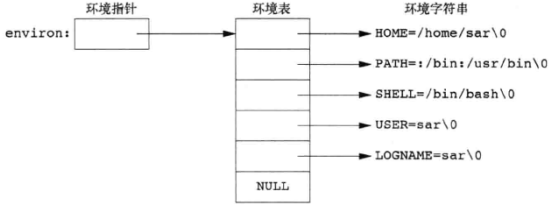 环境指针 环境表 环境字符串
environ: HOME=/home/sar\0
PATH=:/bin:/usr/bin\0
SHELL=/bin/bash\0
USER=sar\0
LOGNAME=sar\0
NULL